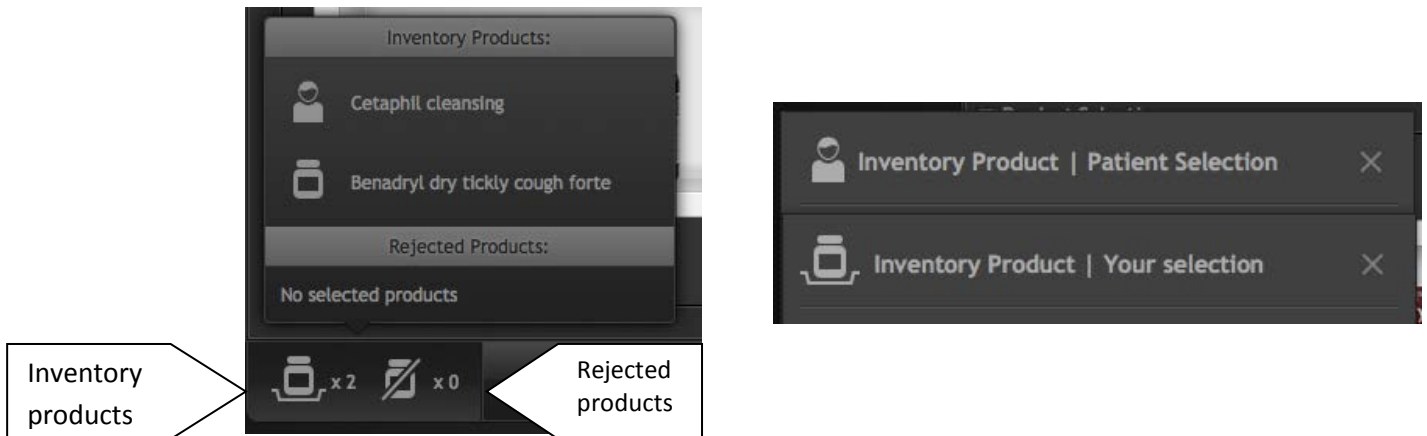 Inventory Products:
Cetaphil cleansing
Benadryl dry tickly cough forte
Rejected Products:
No selected products
x 2
x 0
Inventory
products
Rejected
products
Inventory Product | Patient Selection
Inventory Product | Your selection